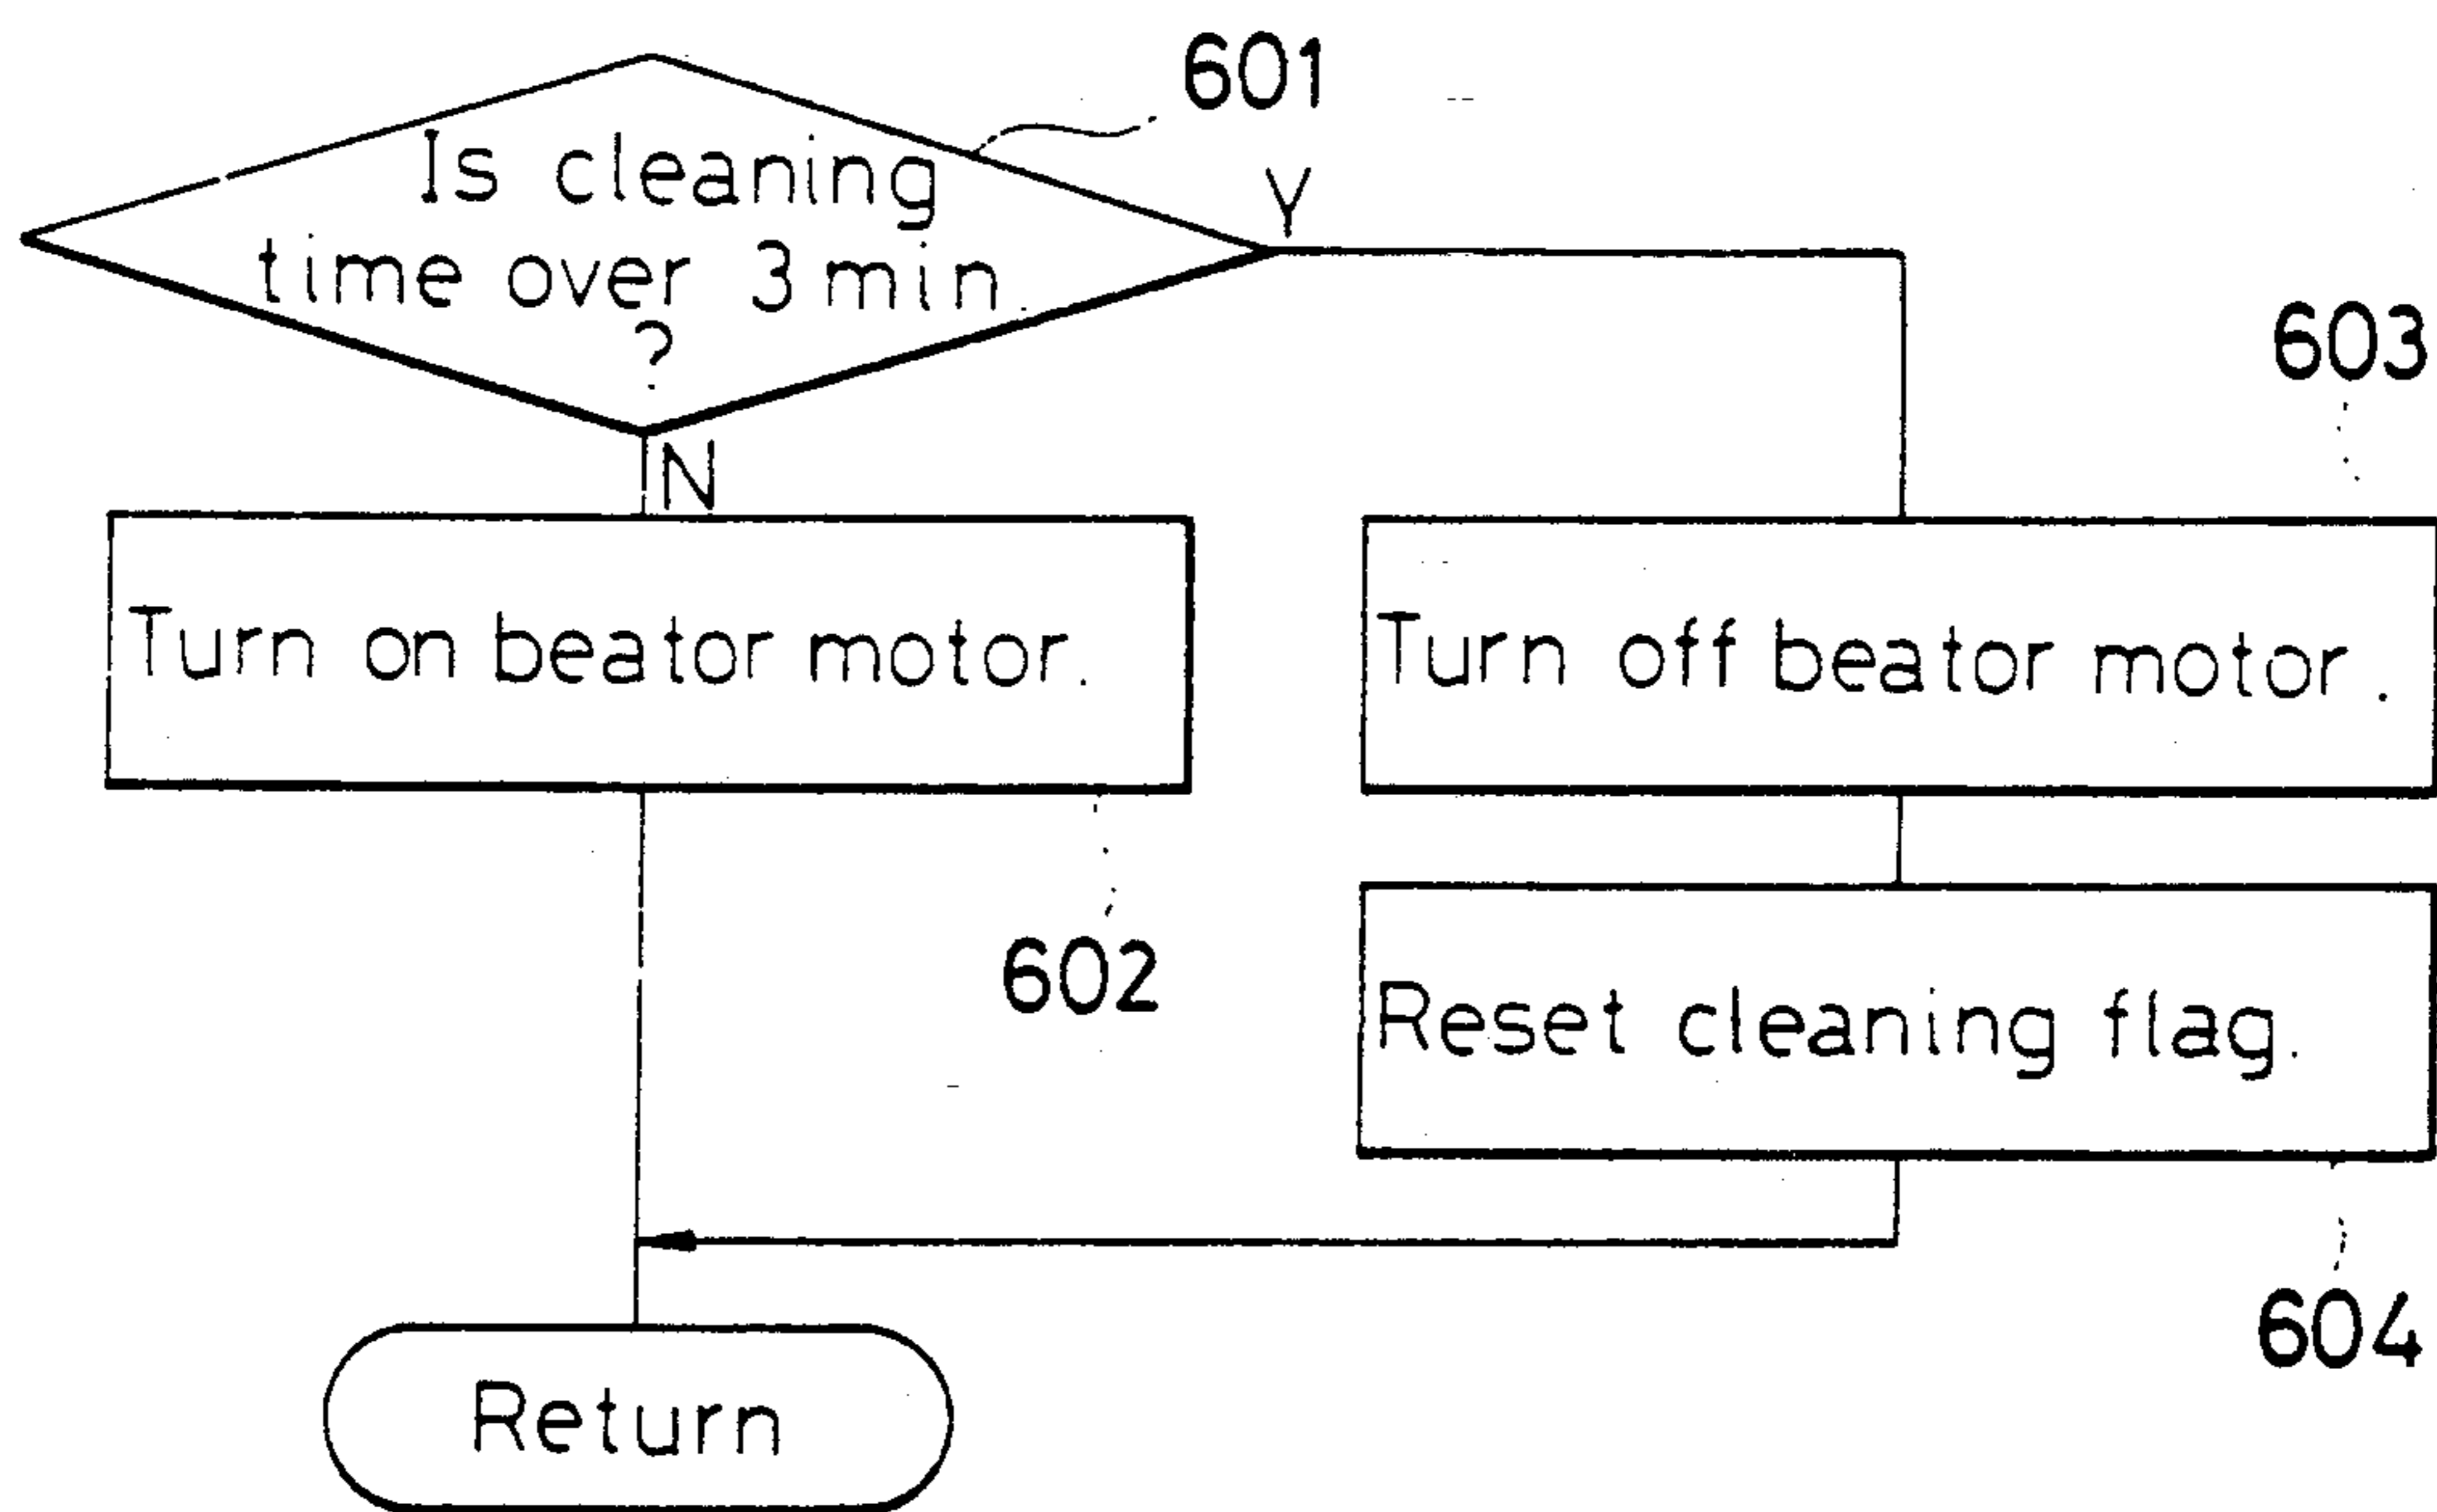 601
Is cleaning
time over 3 min.
?
Y
N
603
Turn on beator motor.
Turn off beator motor.
602
Reset cleaning flag.
604
Return